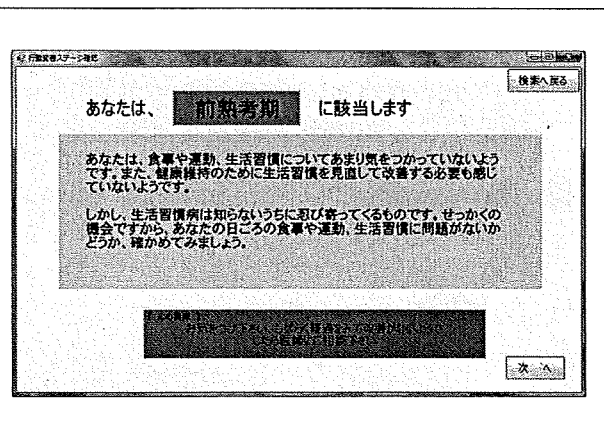 行動変容ステージ確認
検索へ戻る
あなたは、 前熟考期 に該当します
あなたは、食事や運動、生活習慣についてあまり気をつかっていないよう
です。また、健康維持のために生活習慣を見直して改善する必要も感じ
ていないようです。
しかし、生活習慣病は知らないうちに忍び寄ってくるものです。せっかくの
機会ですから、あなたの日ごろの食事や運動、生活習慣に問題がないか
どうか、確かめてみましょう。
次 へ